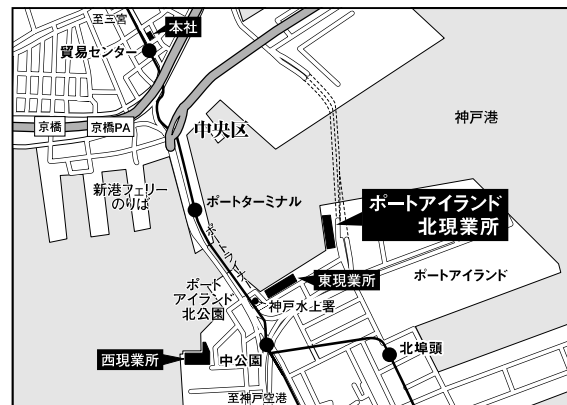 至三宮
本社
貿易センター
京橋
京橋PA
中央区
神戸港
新港フェリー
のりば
ポートターミナル
ポートライナー
ポートアイランド
北現業所
ポートアイランド
東現業所
ポート
アイランド
北公園
神戸水上署
西現業所
中公園
北埠頭
至神戸空港